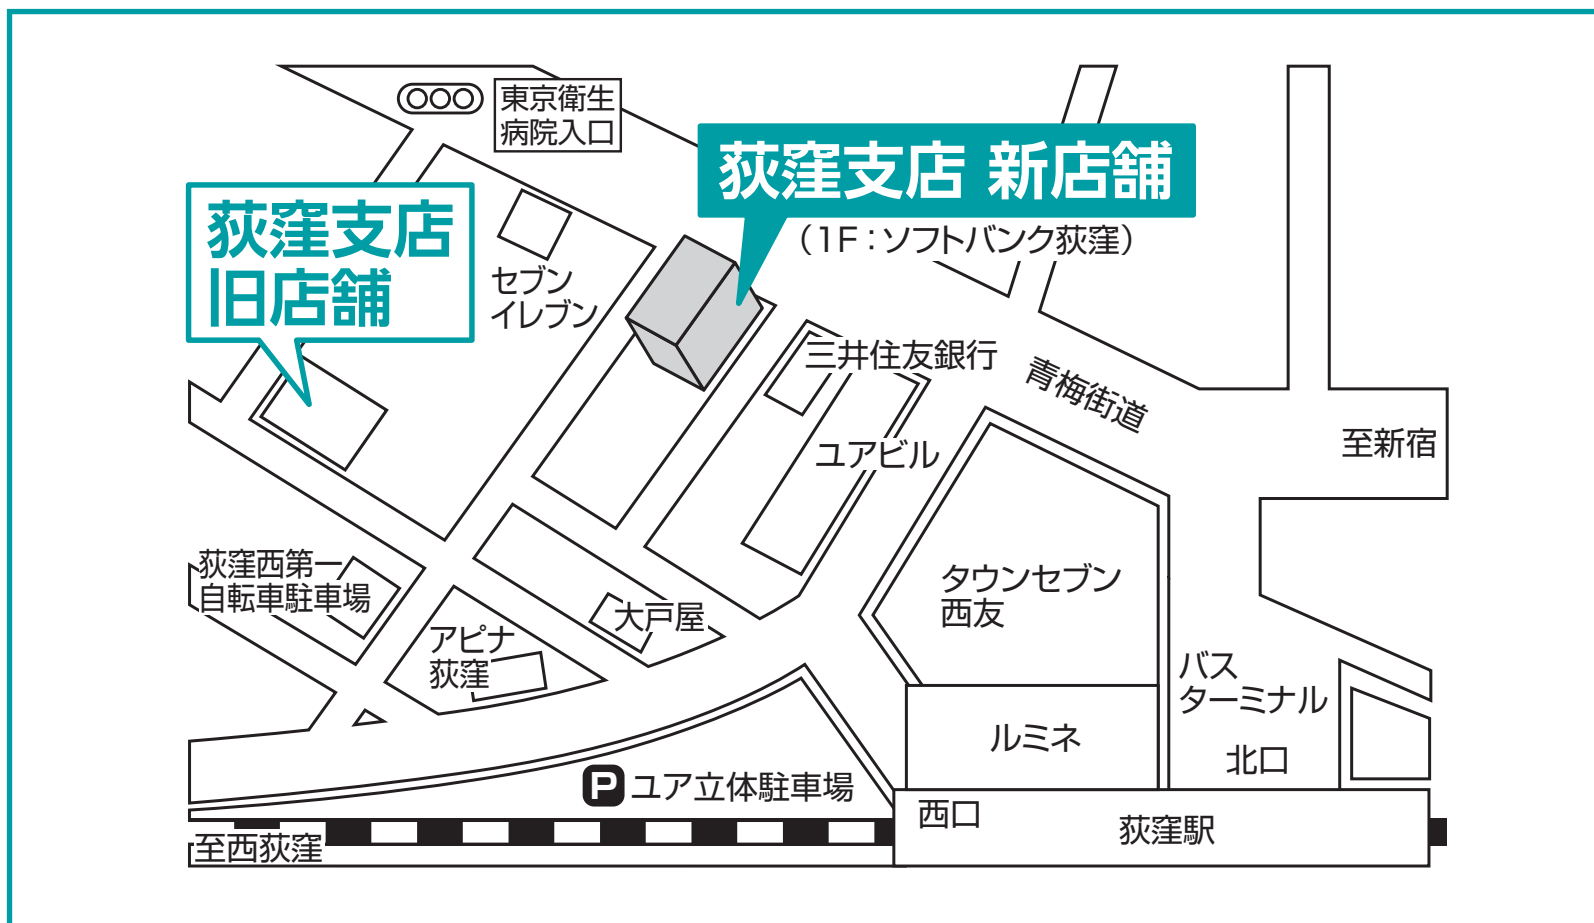 東京衛生
病院入口
荻窪支店 新店舗
(1F：ソフトバンク荻窪)
荻窪支店
旧店舗
セブン
イレブン
三井住友銀行
青梅街道
至新宿
ユアビル
荻窪西第一
自転車駐車場
アピナ
荻窪
大戸屋
タウンセブン
西友
バス
ターミナル
ルミネ
北口
P ユア立体駐車場
西口
荻窪駅
至西荻窪